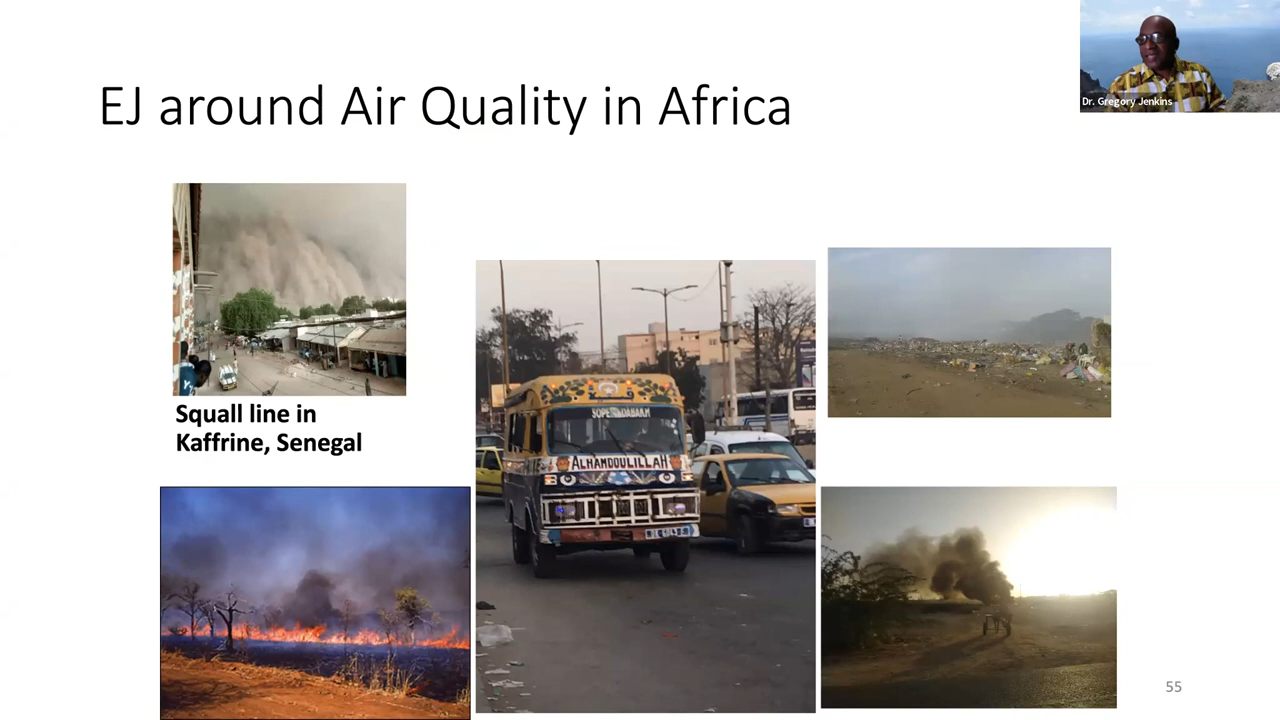 EJ around Air Quality in Africa
Dr. Gregory Jenkins
Squall line in
Kaffrine, Senegal
ALHAMDOULILLAH
55